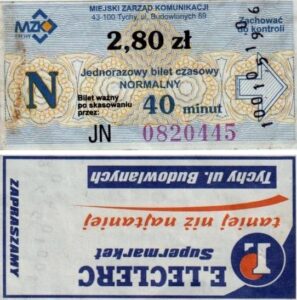 MIEJSKI ZARZĄD KOMUNIKACJI
43-100 Tychy, ul. Budowlanych 59
MZK
TYCHY
2,80 zł
Zachować
do kontroli
Jednorazowy bilet czasowy
NORMALNY
N
Bilet ważny
po skasowaniu
przez:
40 minut
JN 0820445
E.LECLERC
Supermarket
taniej niż najtaniej
Tychy ul. Budowlanych
ZAPRASZAMY